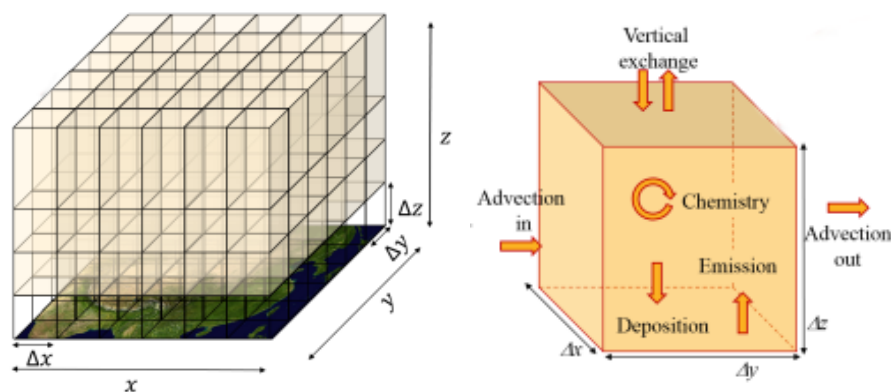 z
Δz
Δy
y
Δx
x
Vertical
exchange
Advection
in
Chemistry
Advection
out
Emission
Deposition
Δz
Δx
Δy